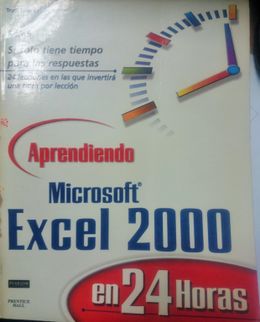 Si sólo tiene tiempo
para las respuestas
24 lecciones en las que invertirá
una hora por lección
Aprendiendo
Microsoft®
Excel 2000
en 24 Horas
PEARSON
PRENTICE
HALL